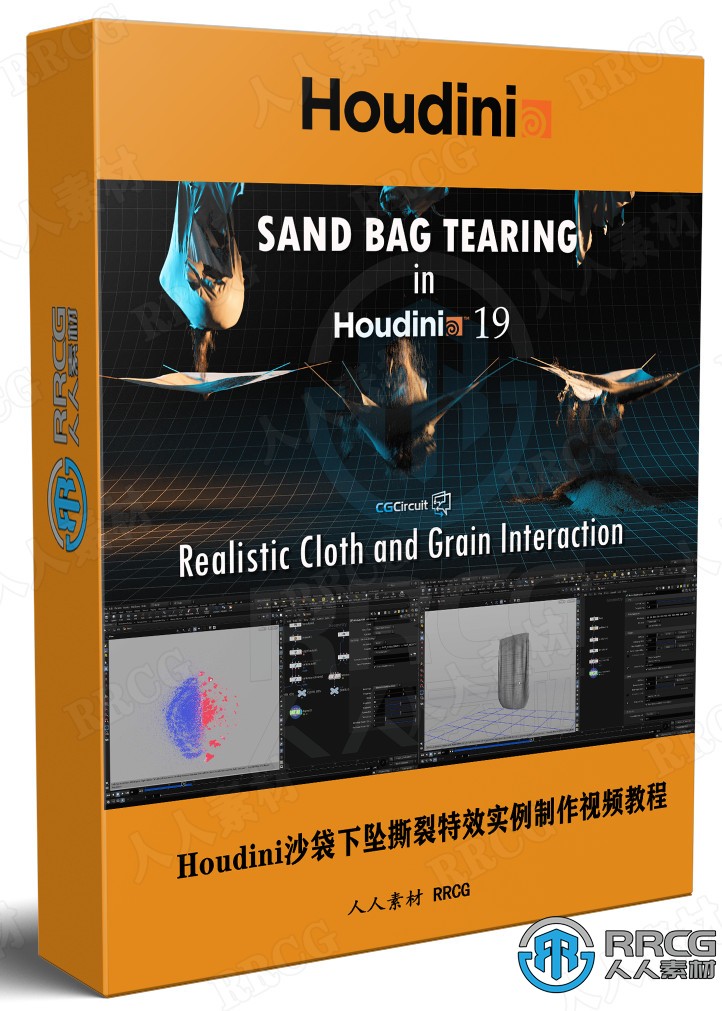 Houdini
SAND BAG TEARING
in
Houdini 19
CGCircuit
Realistic Cloth and Grain Interaction
Houdini沙袋下坠撕裂特效实例制作视频教程
人人素材 RRCG
RRCG
人人素材
RRCG
人人素材